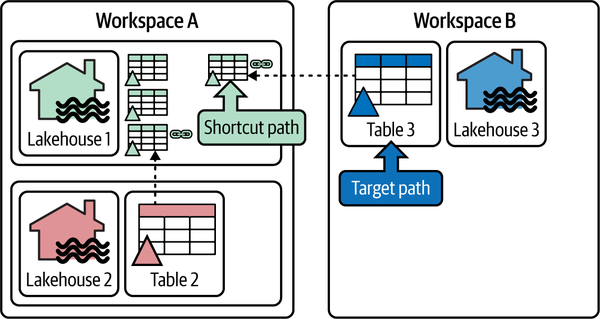 Workspace A
Lakehouse 1
Shortcut path
Lakehouse 2
Table 2
Workspace B
Table 3
Lakehouse 3
Target path